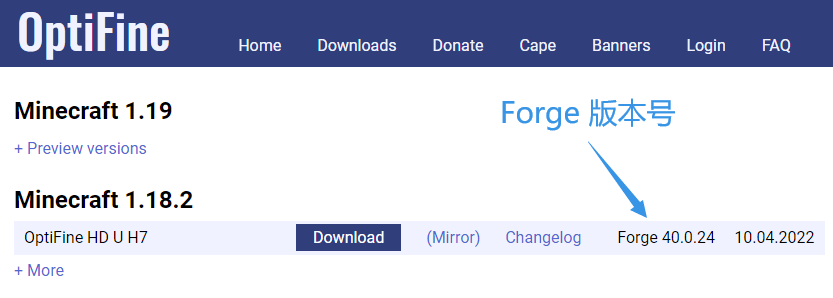 OptiFine
Home Downloads Donate Cape Banners Login FAQ
Minecraft 1.19
Forge 版本号
+ Preview versions
Minecraft 1.18.2
OptiFine HD U H7 Download (Mirror) Changelog Forge 40.0.24 10.04.2022
+ More